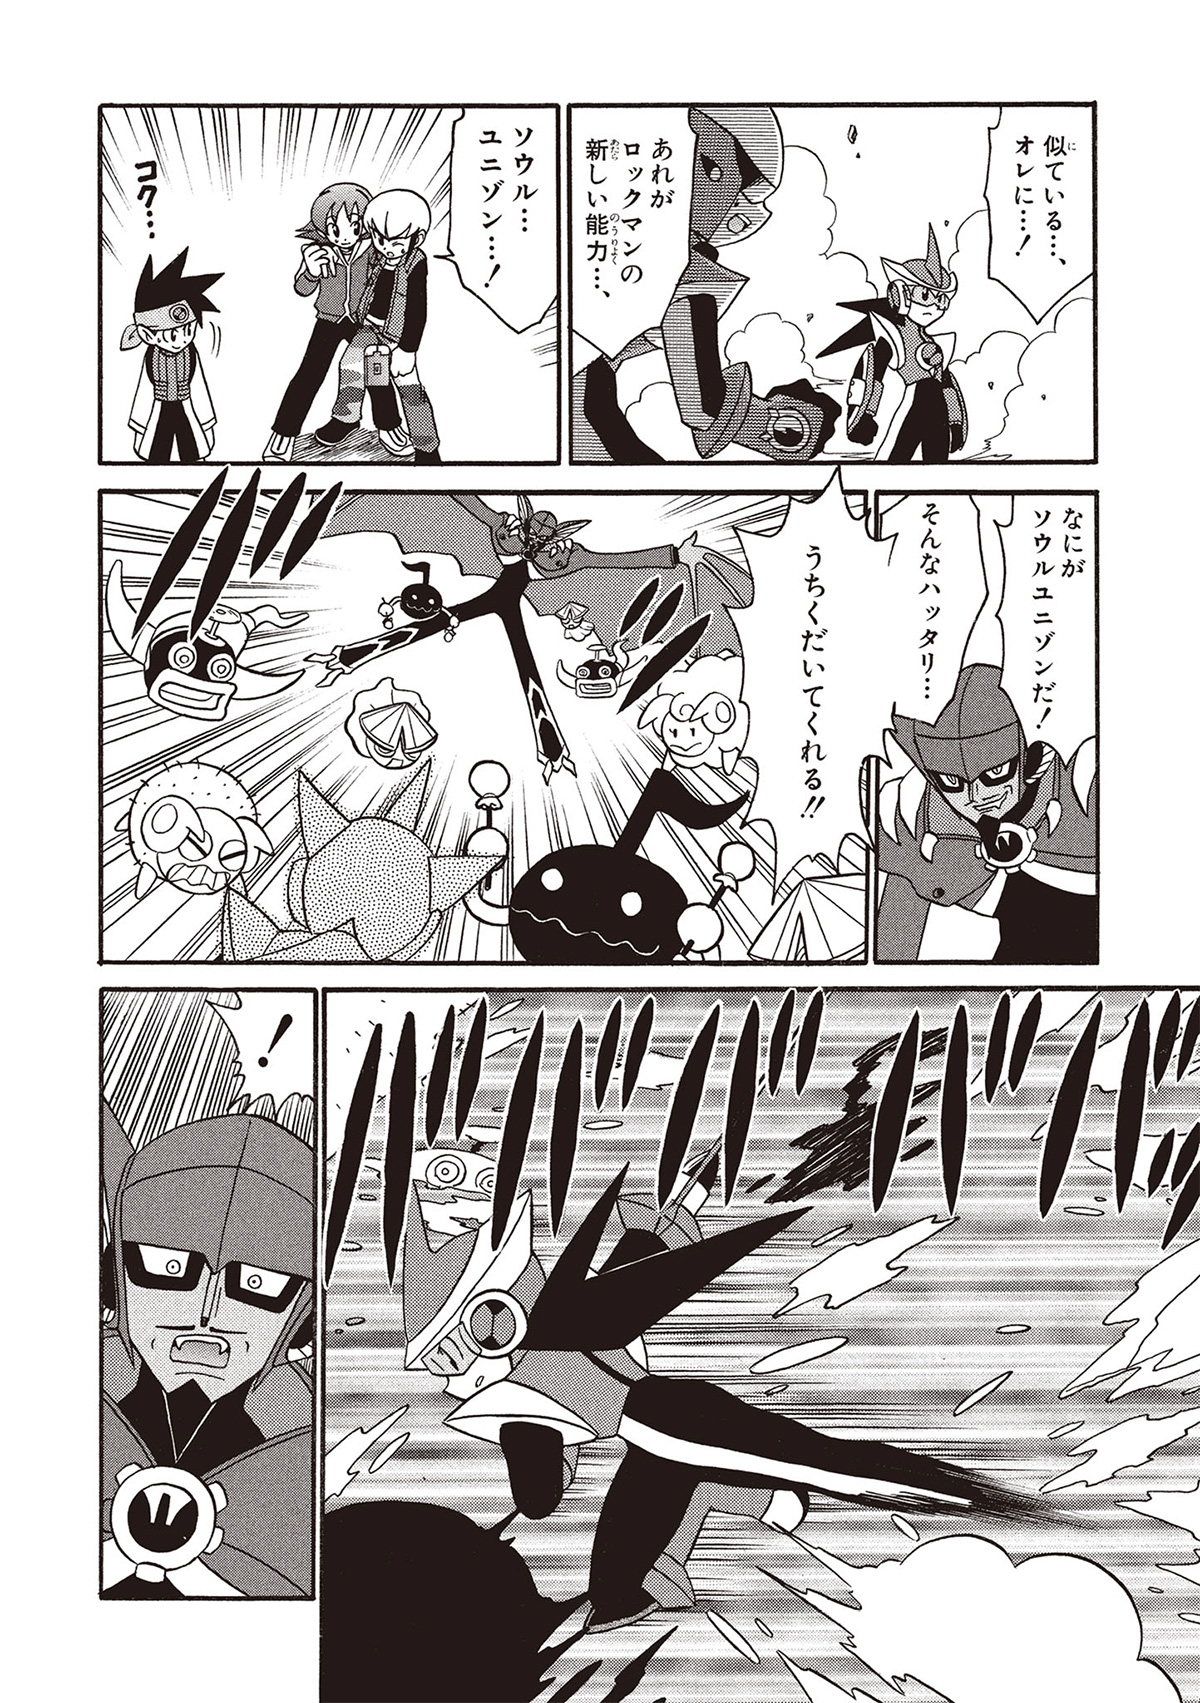 似ている…、
オレに…！
あれが
ロックマンの
新しい能力…、
ソウル…
ユニゾン…！
コク…
なにが
ソウルユニゾンだ！
そんなハッタリ…
うちくだいてくれる!!
！